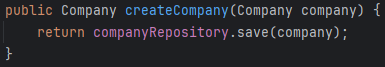 public Company createCompany(Company company) {
    return companyRepository.save(company);
}